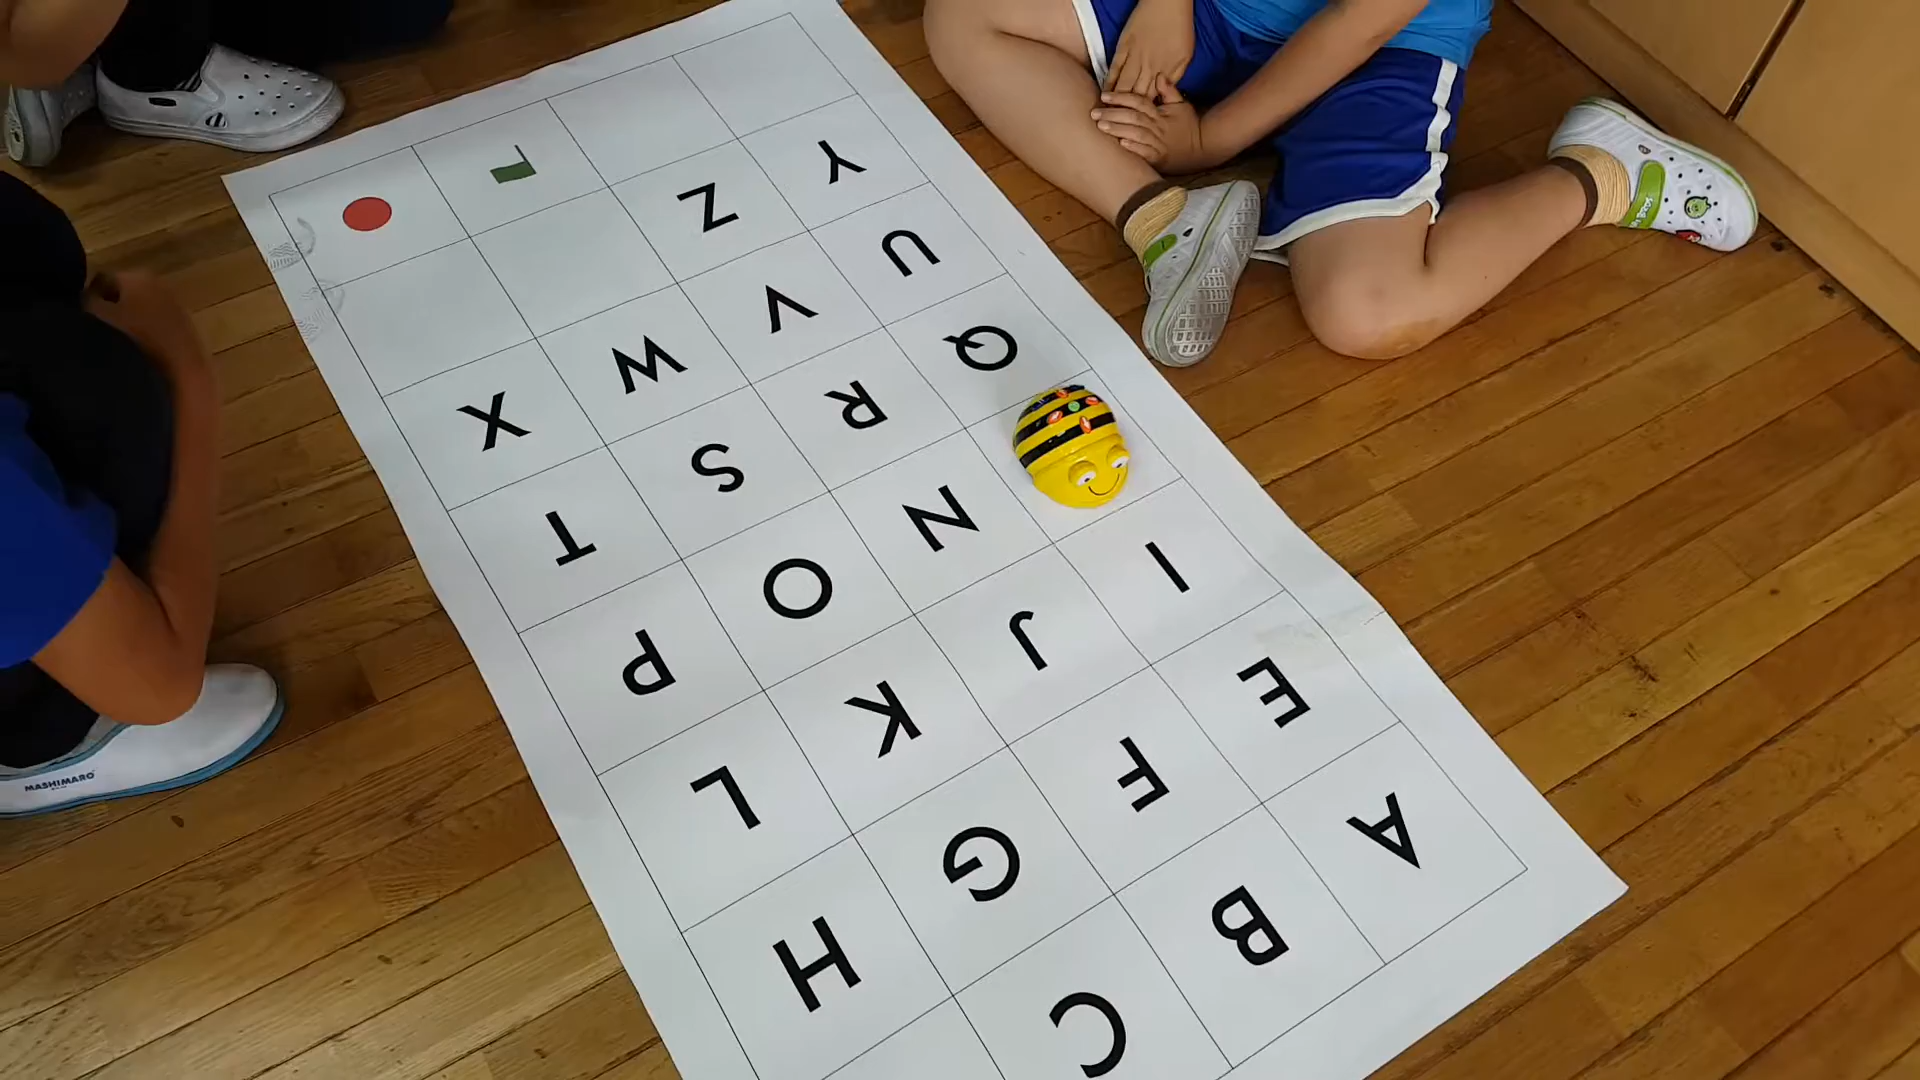 A B C
E F G H
I J K L
N O P
Q R S T
U V W X
Y Z
MASHIMARO